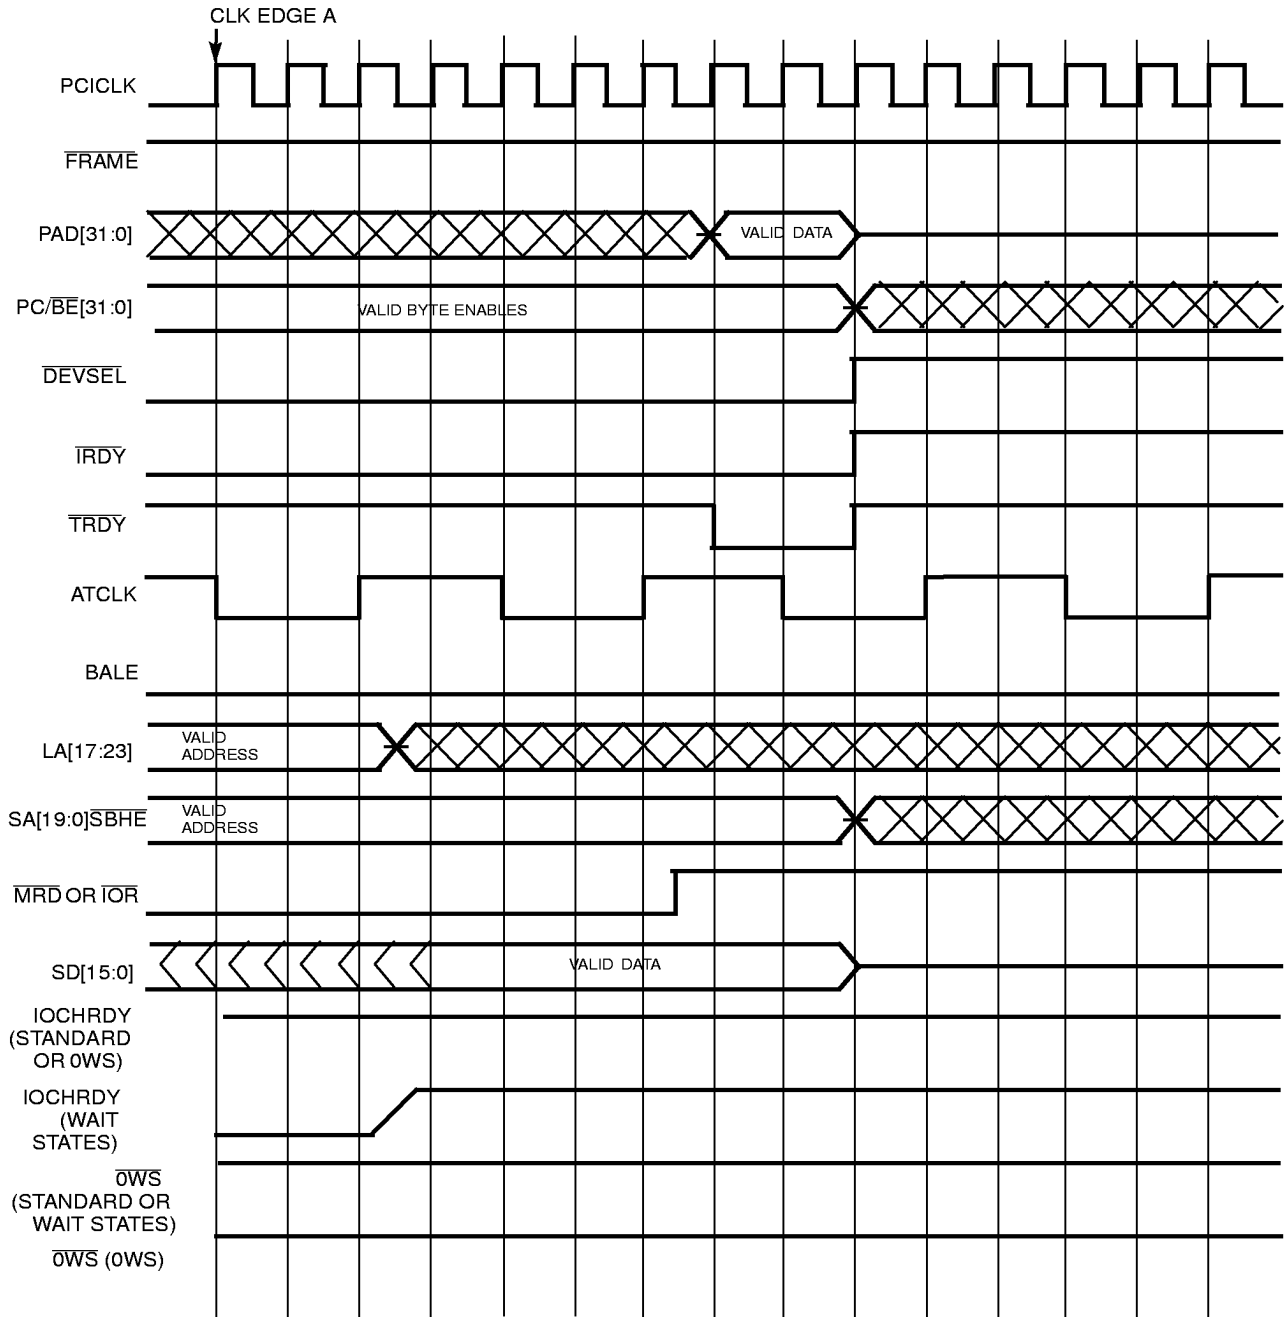 CLK EDGE A
PCICLK
FRAME
PAD[31:0]
VALID DATA
PC/BE[31:0]
VALID BYTE ENABLES
DEVSEL
IRDY
TRDY
ATCLK
BALE
LA[17:23]
VALID
ADDRESS
SA[19:0]SBHE
VALID
ADDRESS
MRD OR IOR
SD[15:0]
VALID DATA
IOCHRDY
(STANDARD
OR 0WS)
IOCHRDY
(WAIT
STATES)
0WS
(STANDARD OR
WAIT STATES)
0WS (0WS)